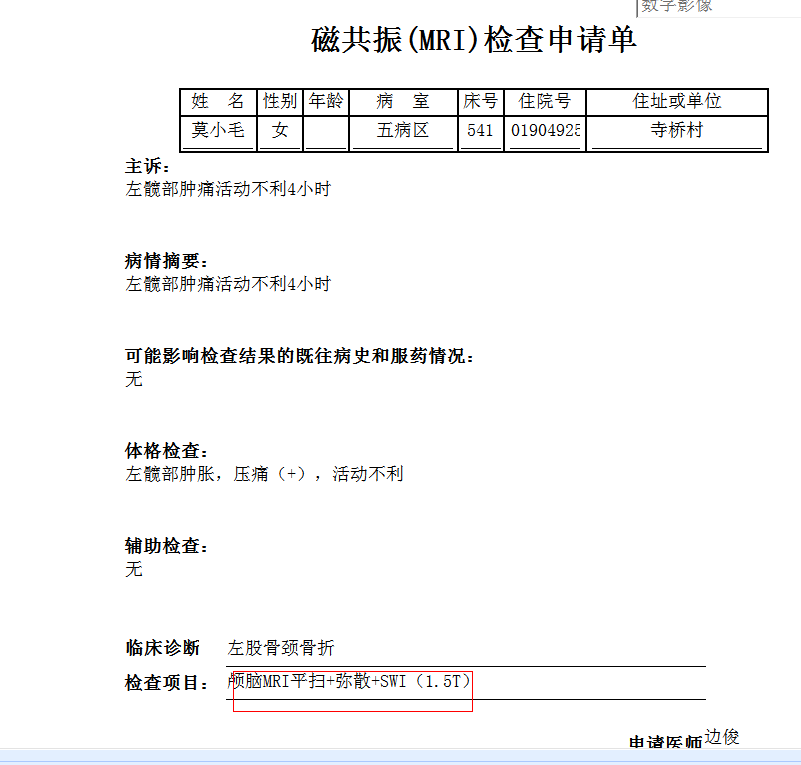 数字影像
磁共振(MRI)检查申请单
姓 名 性别 年龄 病 室 床号 住院号 住址或单位
莫小毛 女 五病区 541 01904925 寺桥村
主诉:
左髋部肿痛活动不利4小时
病情摘要:
左髋部肿痛活动不利4小时
可能影响检查结果的既往病史和服药情况:
无
体格检查:
左髋部肿胀，压痛（+），活动不利
辅助检查:
无
临床诊断 左股骨颈骨折
检查项目: 颅脑MRI平扫+弥散+SWI（1.5T）
申请医师 边俊